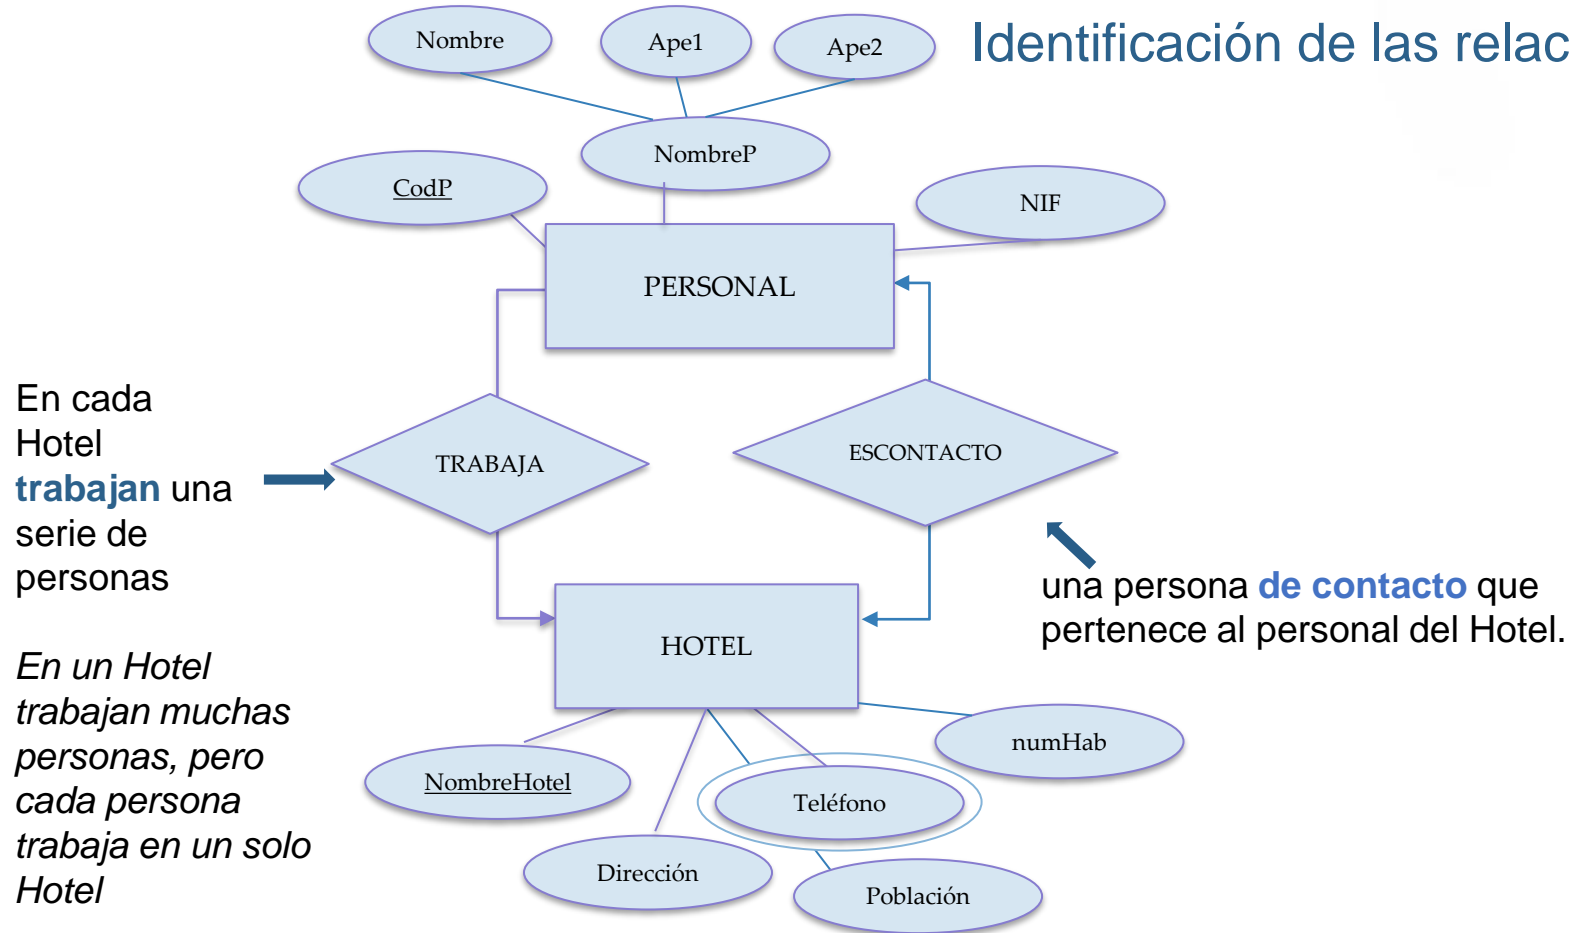 Identificación de las relac
Nombre
Ape1
Ape2
NombreP
CodP
NIF
PERSONAL
TRABAJA
ESCONTACTO
En cada
Hotel
trabajan una
serie de
personas
En un Hotel
trabajan muchas
personas, pero
cada persona
trabaja en un solo
Hotel
una persona de contacto que
pertenece al personal del Hotel.
HOTEL
NombreHotel
Dirección
Teléfono
Población
numHab